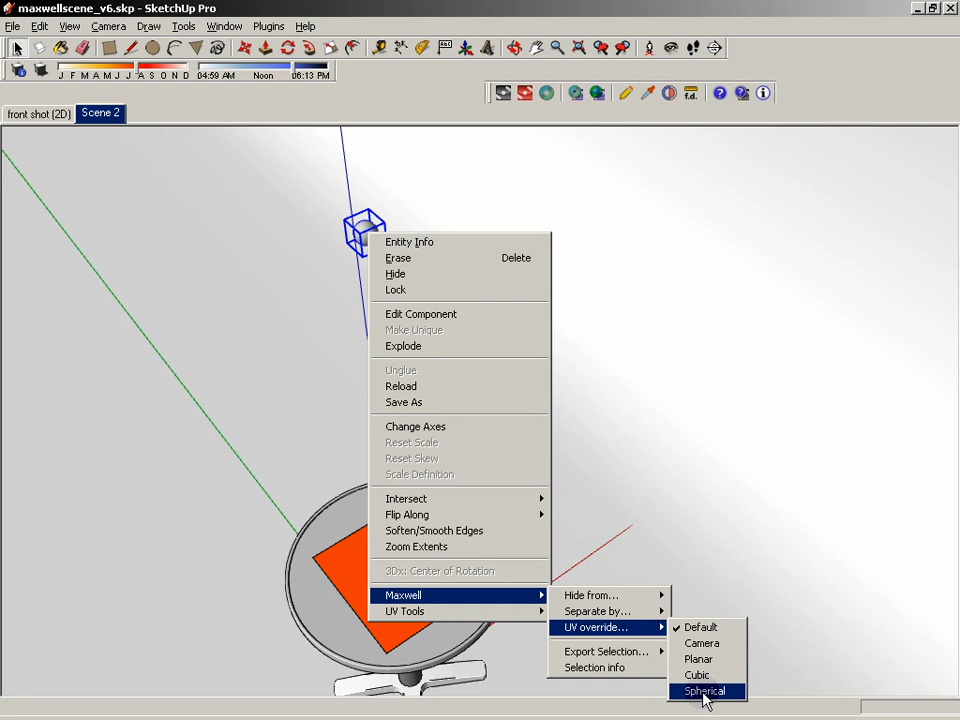 maxwellscene_v6.skp - SketchUp Pro
File Edit View Camera Draw Tools Window Plugins Help
J F M A M J J A S O N D 04:59 AM Noon 06:13 PM
f.d.
front shot (2D) Scene 2
Entity Info
Erase Delete
Hide
Lock
Edit Component
Make Unique
Explode
Unglue
Reload
Save As
Change Axes
Reset Scale
Reset Skew
Scale Definition
Intersect
Flip Along
Soften/Smooth Edges
Zoom Extents
3Dx: Center of Rotation
Maxwell
UV Tools
Hide from...
Separate by...
UV override...
Export Selection...
Selection info
Default
Camera
Planar
Cubic
Spherical